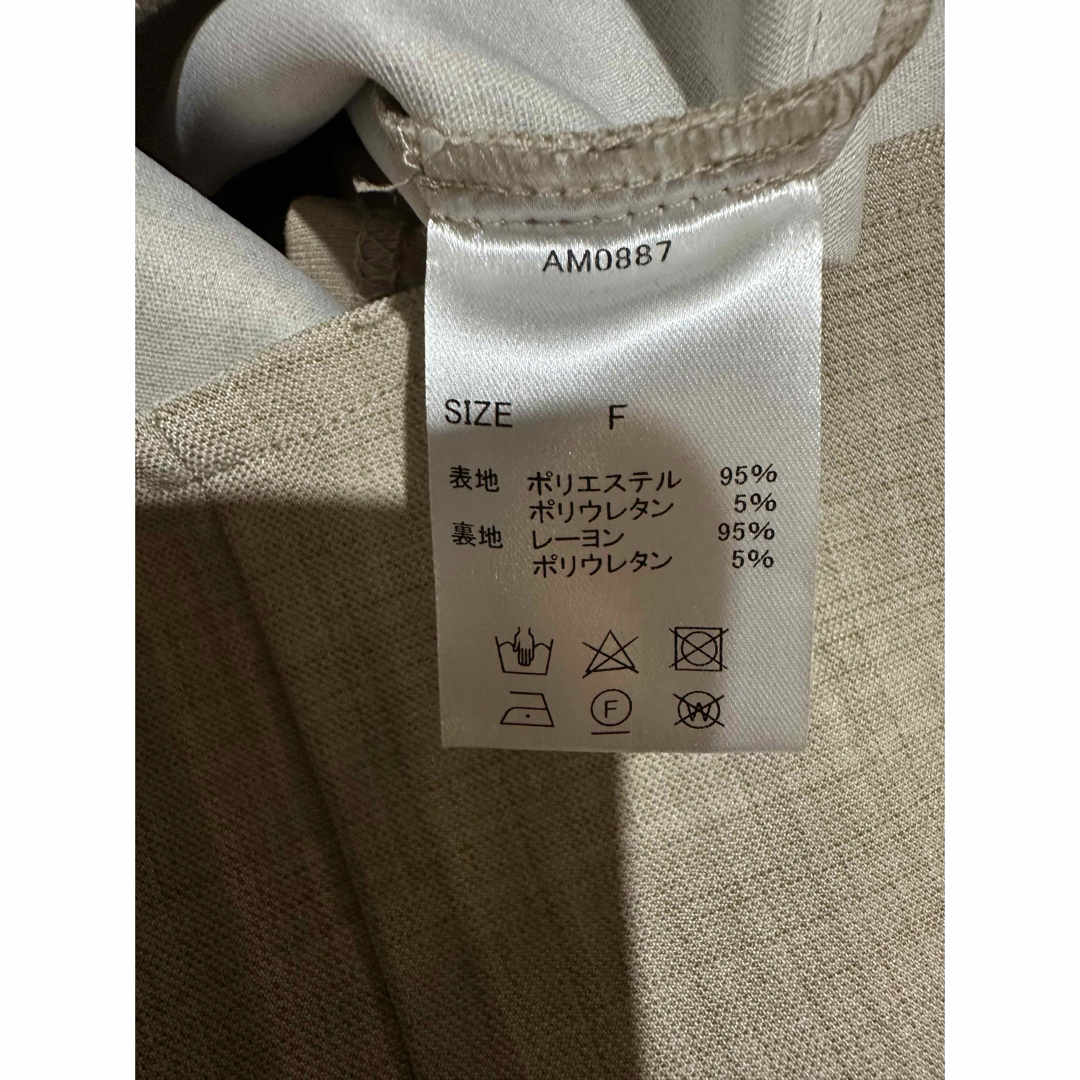 AM0887
SIZE F
表地 ポリエステル 95%
ポリウレタン 5%
裏地 レーヨン 95%
ポリウレタン 5%
F
W